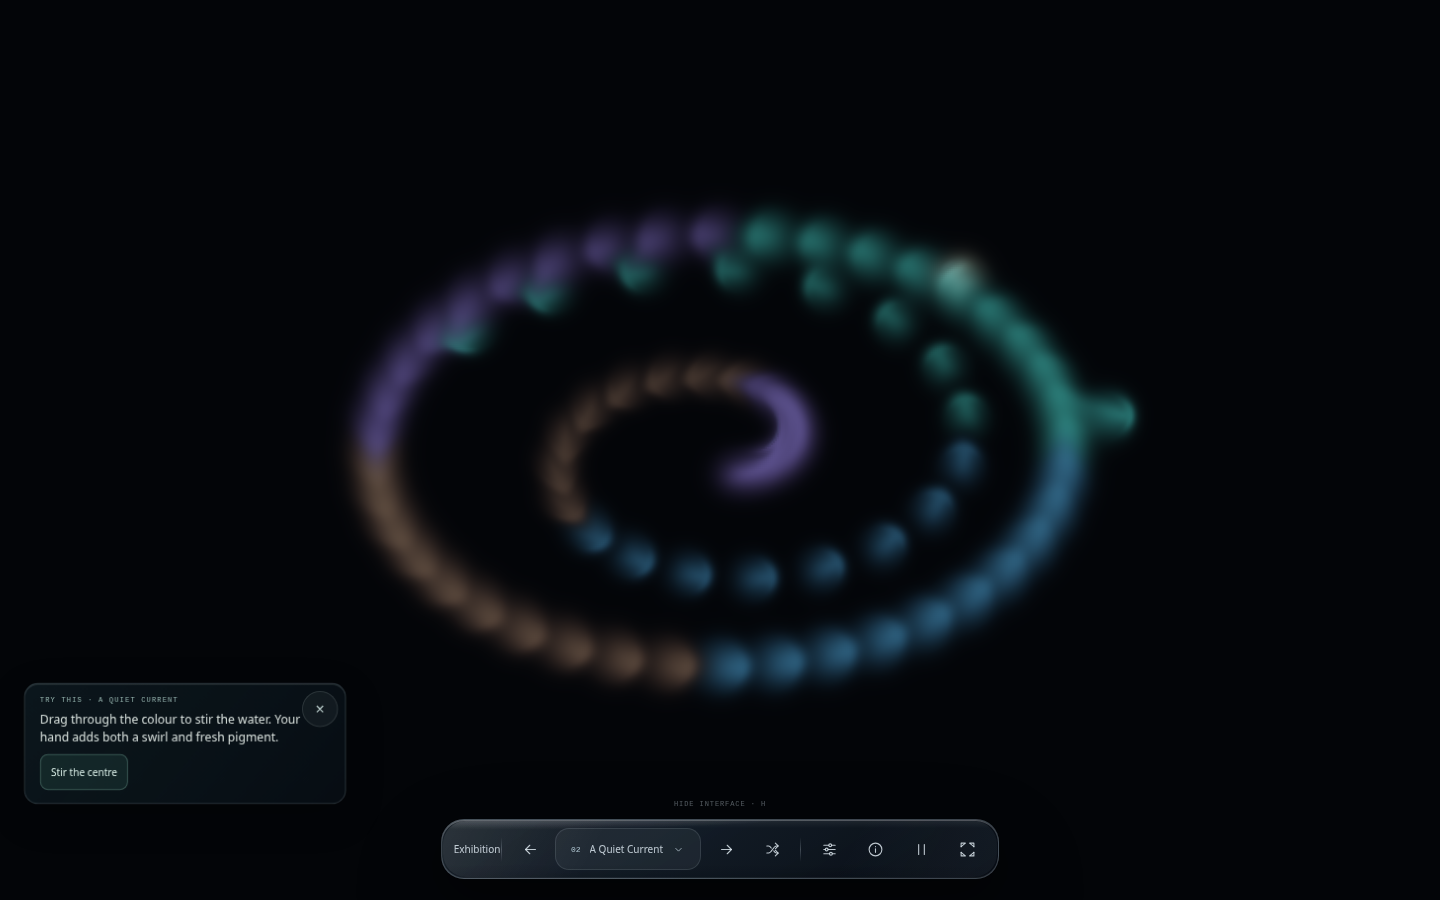 TRY THIS · A QUIET CURRENT
Drag through the colour to stir the water. Your
hand adds both a swirl and fresh pigment.
Stir the centre
HIDE INTERFACE · H
Exhibition
02 A Quiet Current